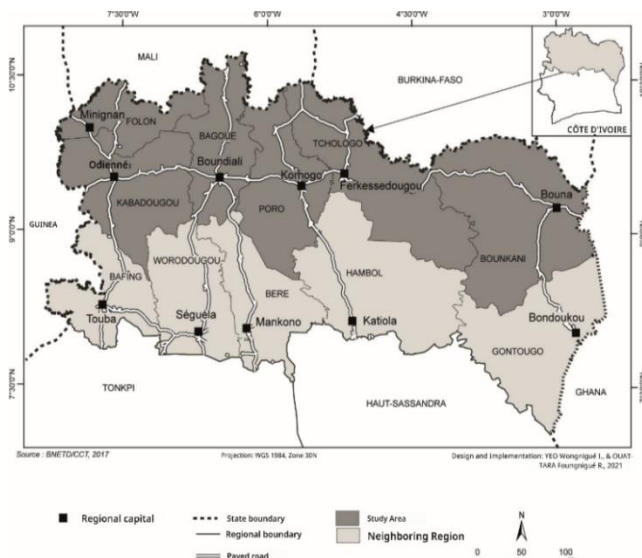 7°30'0"W
6°0'0"W
4°30'0"W
3°0'0"W
MALI
BURKINA-FASO
CÔTE D'IVOIRE
10°30'0"N
Minignan
FOLON
BAGOUE
TCHOLOGO
Odienné
Boundiali
Korhogo
Ferkessedougou
Bouna
KABADOUGOU
PORO
9°0'0"N
GUINEA
BOUNKANI
WORODOUGOU
HAMBOL
BAFING
BERE
Touba
Séguéla
Mankono
Katiola
Bondoukou
GONTOUGO
7°30'0"N
TONKPI
HAUT-SASSANDRA
GHANA
Source : BNETD/CCT, 2017
Projection: WGS 1984, Zone 30N
Design and Implementation: YEO Wongnigué I., & OUAT-
TARA Foungnigué R., 2021
Regional capital
State boundary
Study Area
N
Regional boundary
Neighboring Region
Paved road
0 50 100